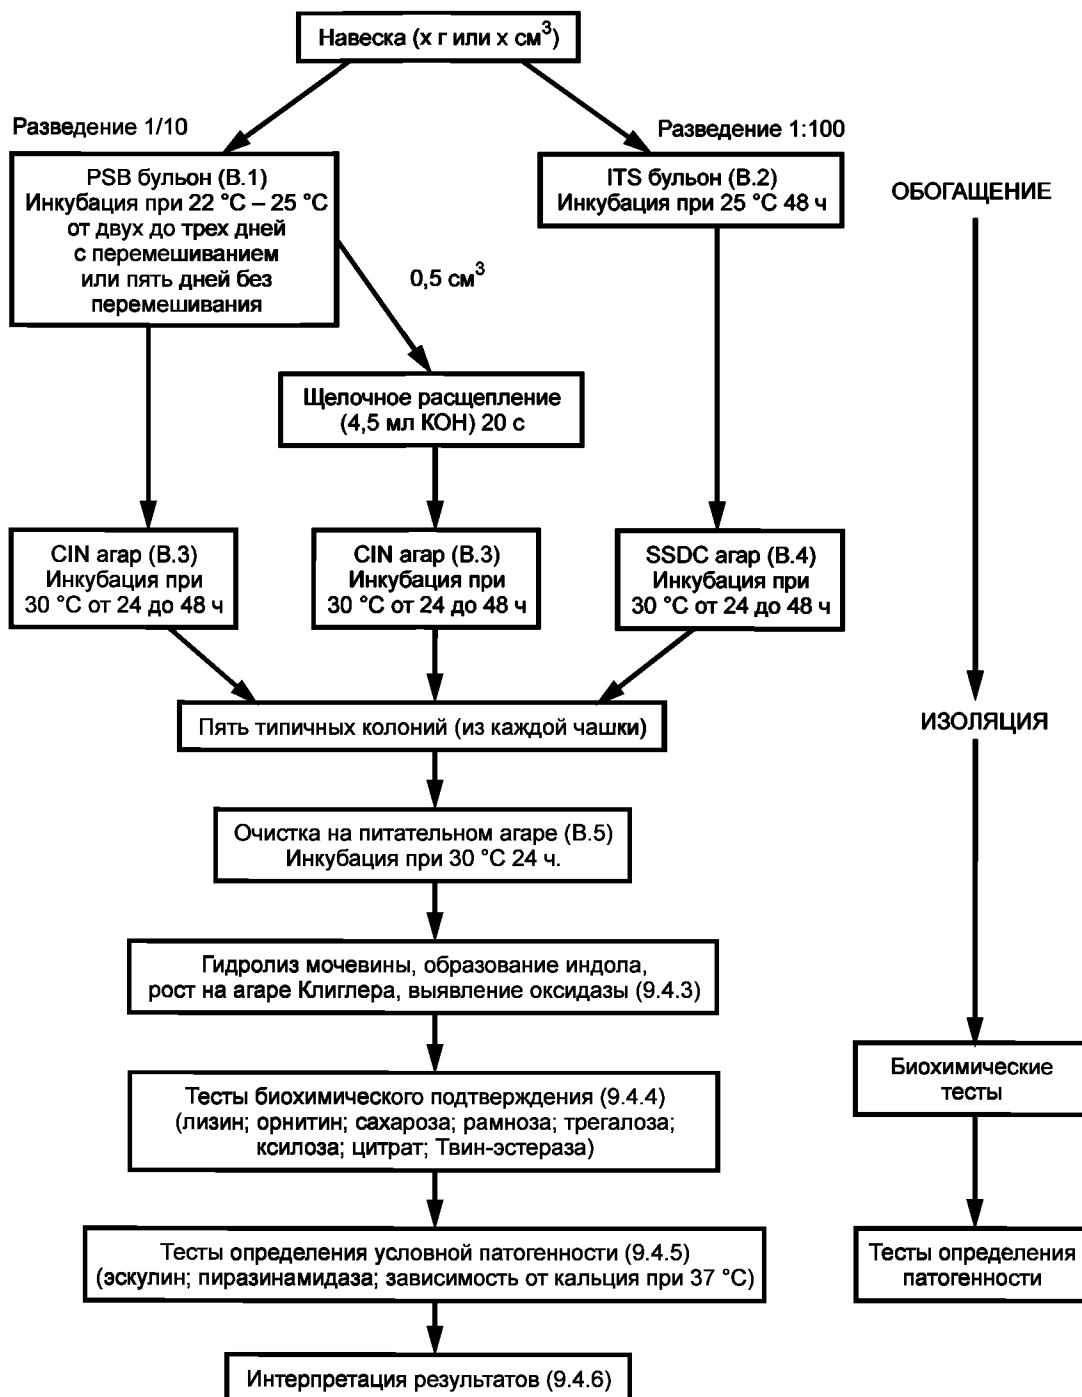 Навеска (х г или х см³)
Разведение 1/10
Разведение 1:100
PSB бульон (В.1)
Инкубация при 22 °С – 25 °С
от двух до трех дней
с перемешиванием
или пять дней без
перемешивания
ITS бульон (В.2)
Инкубация при 25 °С 48 ч
ОБОГАЩЕНИЕ
0,5 см³
Щелочное расщепление
(4,5 мл КОН) 20 с
CIN агар (В.3)
Инкубация при
30 °С от 24 до 48 ч
CIN агар (В.3)
Инкубация при
30 °С от 24 до 48 ч
SSDC агар (В.4)
Инкубация при
30 °С от 24 до 48 ч
Пять типичных колоний (из каждой чашки)
ИЗОЛЯЦИЯ
Очистка на питательном агаре (В.5)
Инкубация при 30 °С 24 ч.
Гидролиз мочевины, образование индола,
рост на агаре Клиглера, выявление оксидазы (9.4.3)
Биохимические
тесты
Тесты биохимического подтверждения (9.4.4)
(лизин; орнитин; сахароза; рамноза; трегалоза;
ксилоза; цитрат; Твин-эстераза)
Тесты определения условной патогенности (9.4.5)
(эскулин; пиразинамидаза; зависимость от кальция при 37 °С)
Тесты определения
патогенности
Интерпретация результатов (9.4.6)